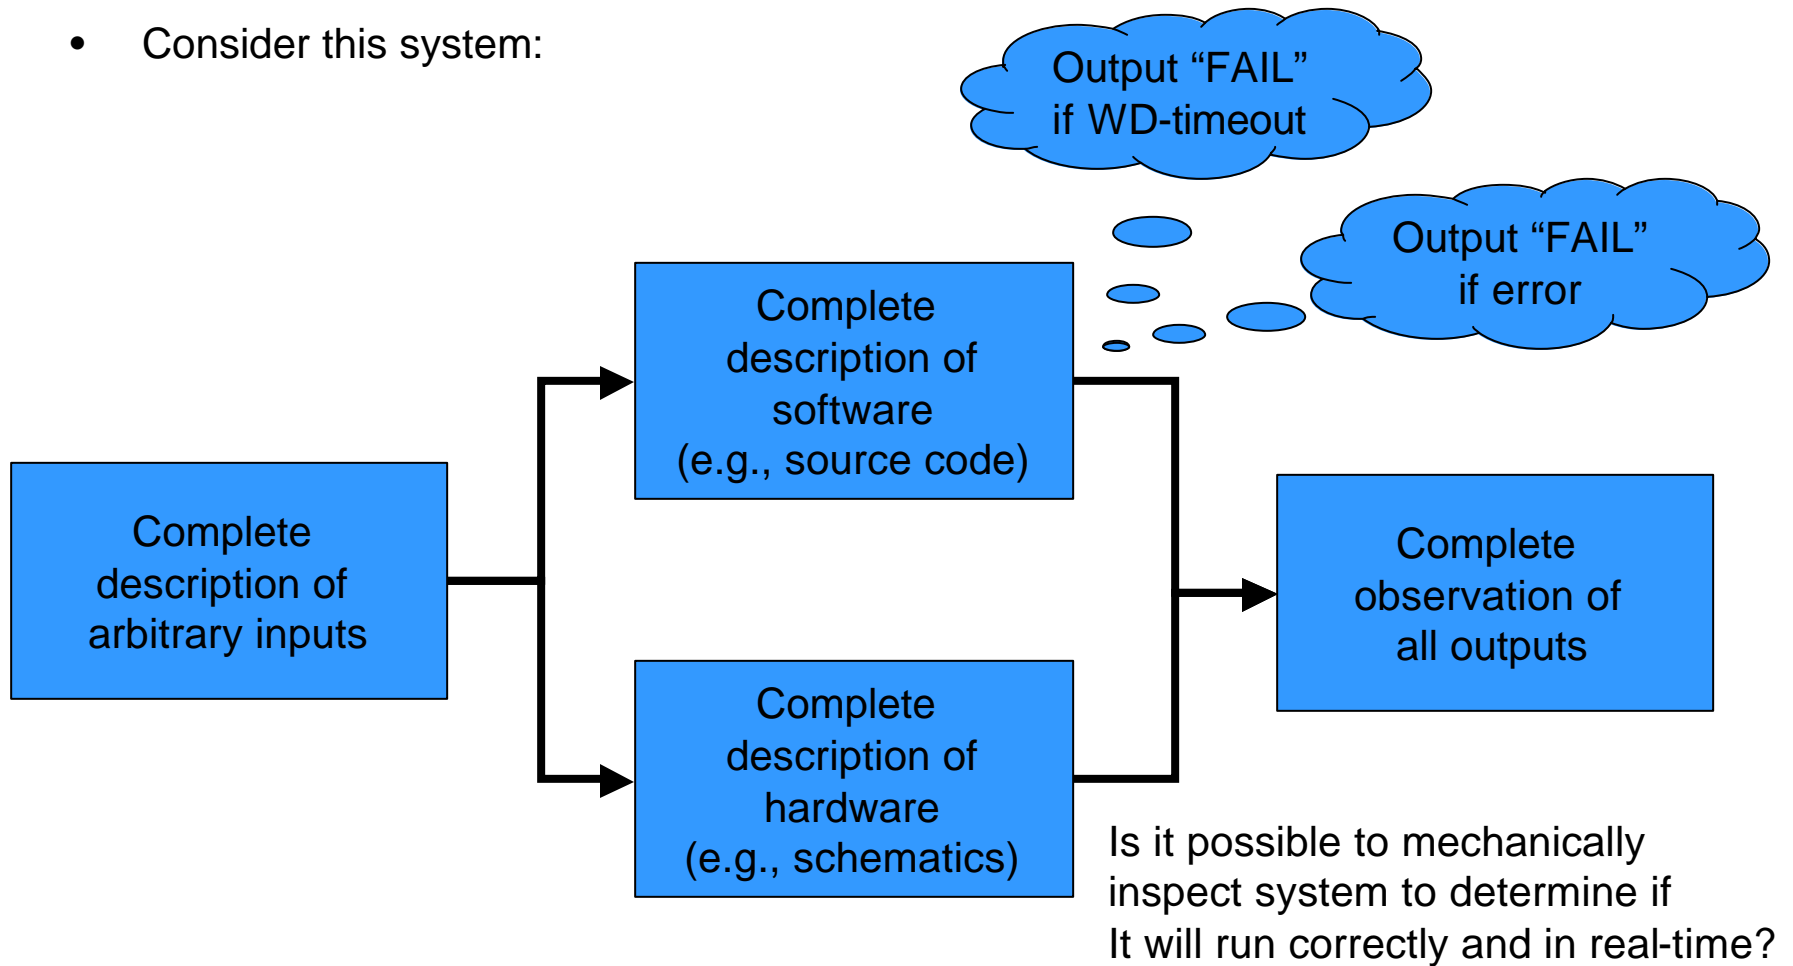 • Consider this system:
Output “FAIL”
if WD-timeout
Output “FAIL”
if error
Complete
description of
software
(e.g., source code)
Complete
description of
arbitrary inputs
Complete
observation of
all outputs
Complete
description of
hardware
(e.g., schematics)
Is it possible to mechanically
inspect system to determine if
It will run correctly and in real-time?